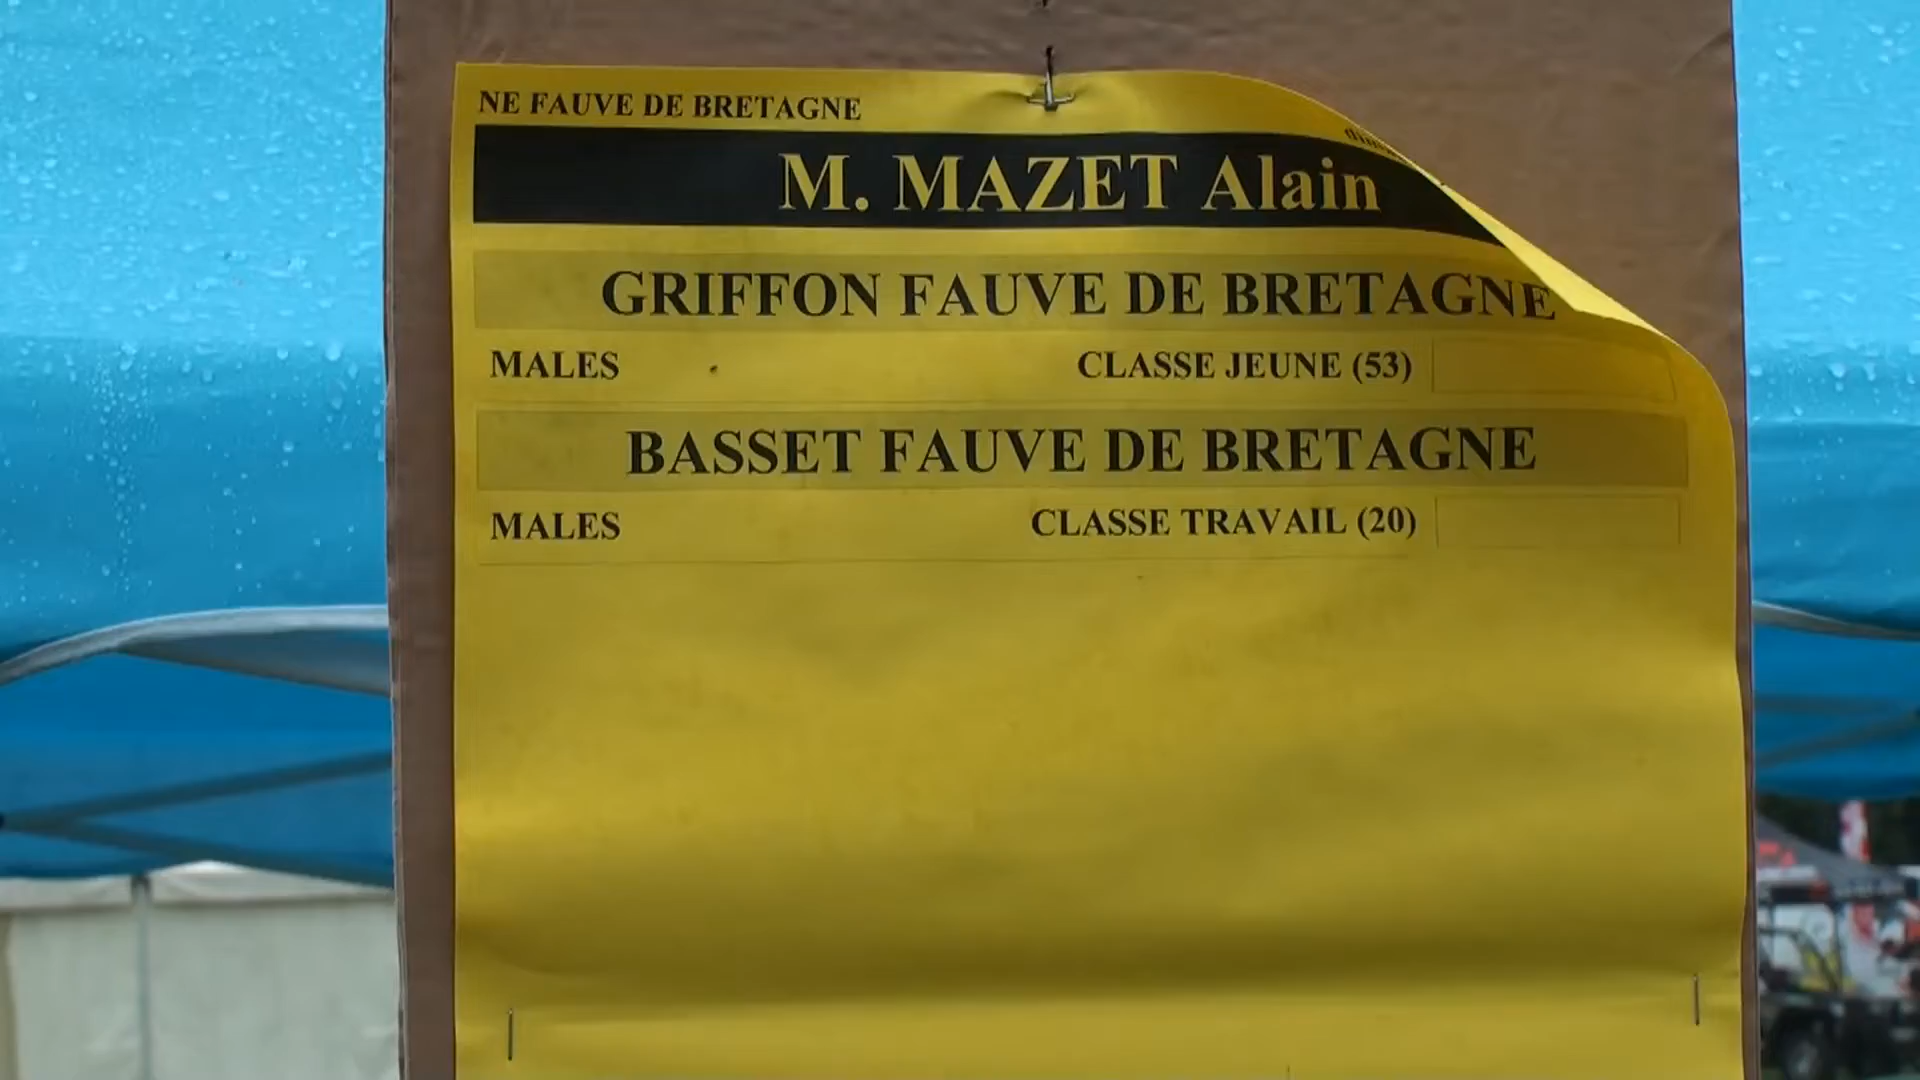 NE FAUVE DE BRETAGNE
M. MAZET Alain
GRIFFON FAUVE DE BRETAGNE
MALES CLASSE JEUNE (53)
BASSET FAUVE DE BRETAGNE
MALES CLASSE TRAVAIL (20)